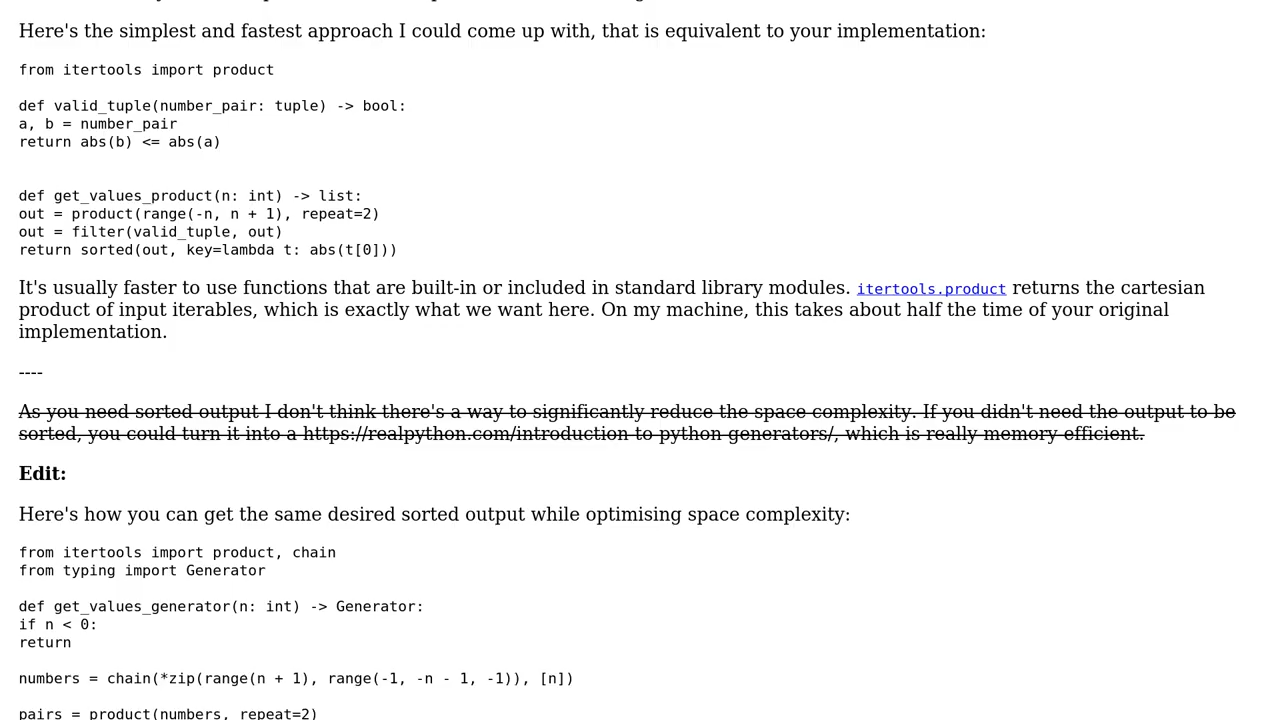 Here's the simplest and fastest approach I could come up with, that is equivalent to your implementation:
from itertools import product
def valid_tuple(number_pair: tuple) -> bool:
a, b = number_pair
return abs(b) <= abs(a)
def get_values_product(n: int) -> list:
out = product(range(-n, n + 1), repeat=2)
out = filter(valid_tuple, out)
return sorted(out, key=lambda t: abs(t[0]))
It's usually faster to use functions that are built-in or included in standard library modules. itertools.product returns the cartesian
product of input iterables, which is exactly what we want here. On my machine, this takes about half the time of your original
implementation.
----
As you need sorted output I don't think there's a way to significantly reduce the space complexity. If you didn't need the output to be
sorted, you could turn it into a https://realpython.com/introduction-to-python-generators/, which is really memory-efficient.
Edit:
Here's how you can get the same desired sorted output while optimising space complexity:
from itertools import product, chain
from typing import Generator
def get_values_generator(n: int) -> Generator:
if n < 0:
return
numbers = chain(*zip(range(n + 1), range(-1, -n - 1, -1)), [n])
pairs = product(numbers, repeat=2)